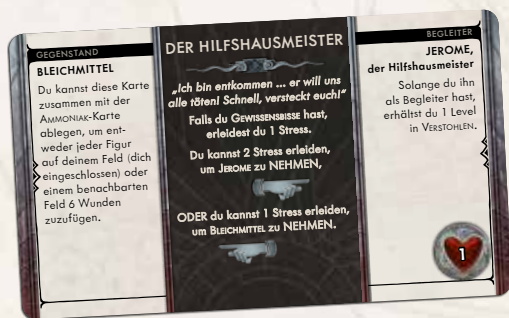 GEGENSTAND
BLEICHMITTEL
Du kannst diese Karte
zusammen mit der
AMMONIAK-Karte
ablegen, um ent-
weder jeder Figur
auf deinem Feld (dich
eingeschlossen) oder
einem benachbarten
Feld 6 Wunden
zuzufügen.
DER HILFSHAUSMEISTER
„Ich bin entkommen ... er will uns
alle töten! Schnell, versteckt euch!“
Falls du GEWISSENSBISSE hast,
erleidest du 1 Stress.
Du kannst 2 Stress erleiden,
um JEROME zu NEHMEN,
ODER du kannst 1 Stress erleiden,
um BLEICHMITTEL zu NEHMEN.
BEGLEITER
JEROME,
der Hilfshausmeister
Solange du ihn
als Begleiter hast,
erhältst du 1 Level
in VERSTOHLEN.
1